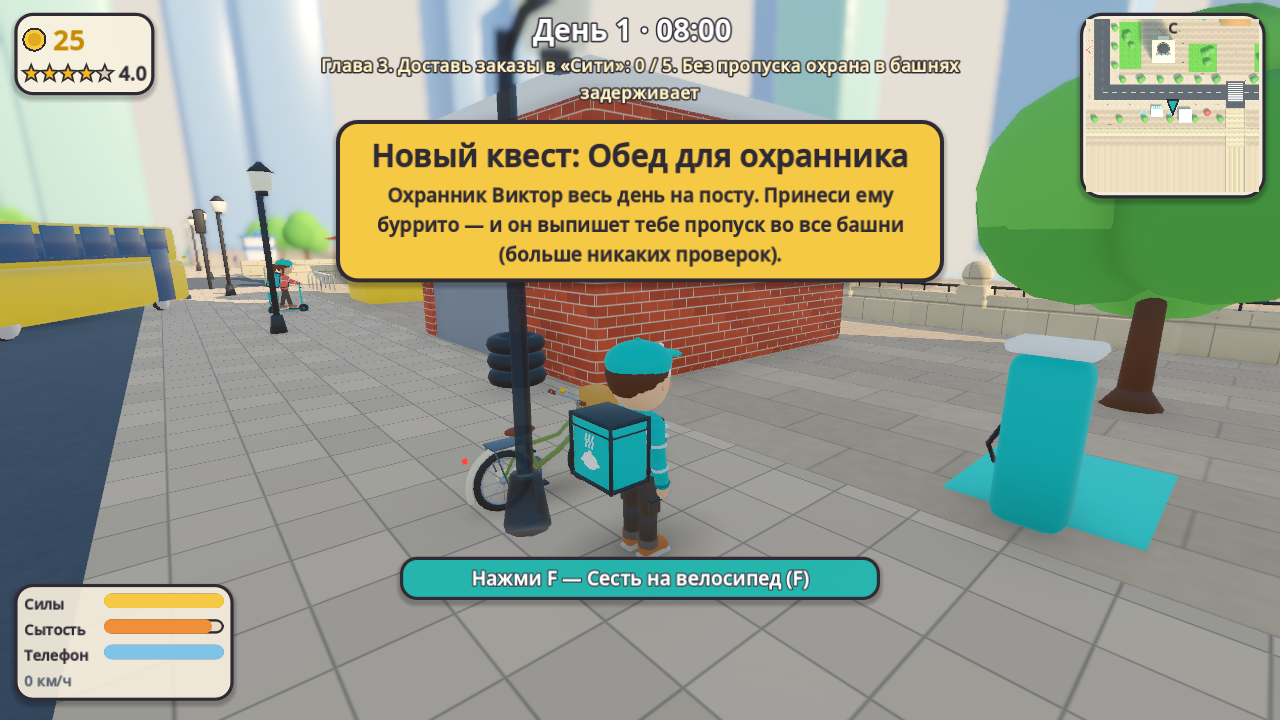 25
4.0
День 1 · 08:00
Глава 3. Доставь заказы в «Сити»: 0 / 5. Без пропуска охрана в башнях
задерживает
С
Новый квест: Обед для охранника
Охранник Виктор весь день на посту. Принеси ему
буррито — и он выпишет тебе пропуск во все башни
(больше никаких проверок).
Нажми F — Сесть на велосипед (F)
Силы
Сытость
Телефон
0 км/ч